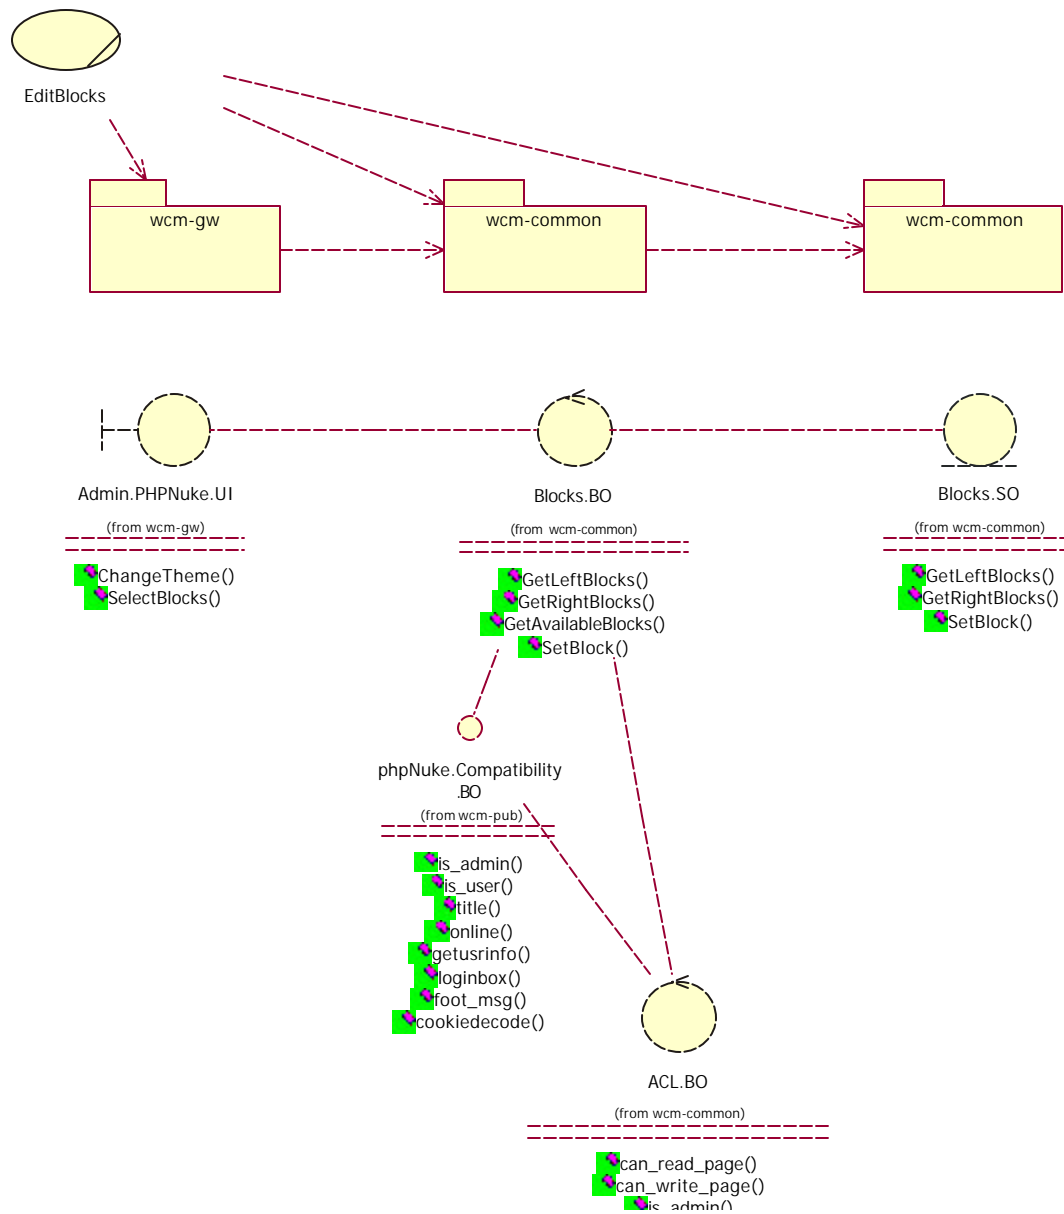 EditBlocks
wcm-gw
wcm-common
wcm-common
Admin.PHPNuke.UI
(from wcm-gw)
ChangeTheme()
SelectBlocks()
Blocks.BO
(from wcm-common)
GetLeftBlocks()
GetRightBlocks()
GetAvailableBlocks()
SetBlock()
Blocks.SO
(from wcm-common)
GetLeftBlocks()
GetRightBlocks()
SetBlock()
phpNuke.Compatibility
.BO
(from wcm-pub)
is_admin()
is_user()
title()
online()
getusrinfo()
loginbox()
foot_msg()
cookiedecode()
ACL.BO
(from wcm-common)
can_read_page()
can_write_page()
is_admin()